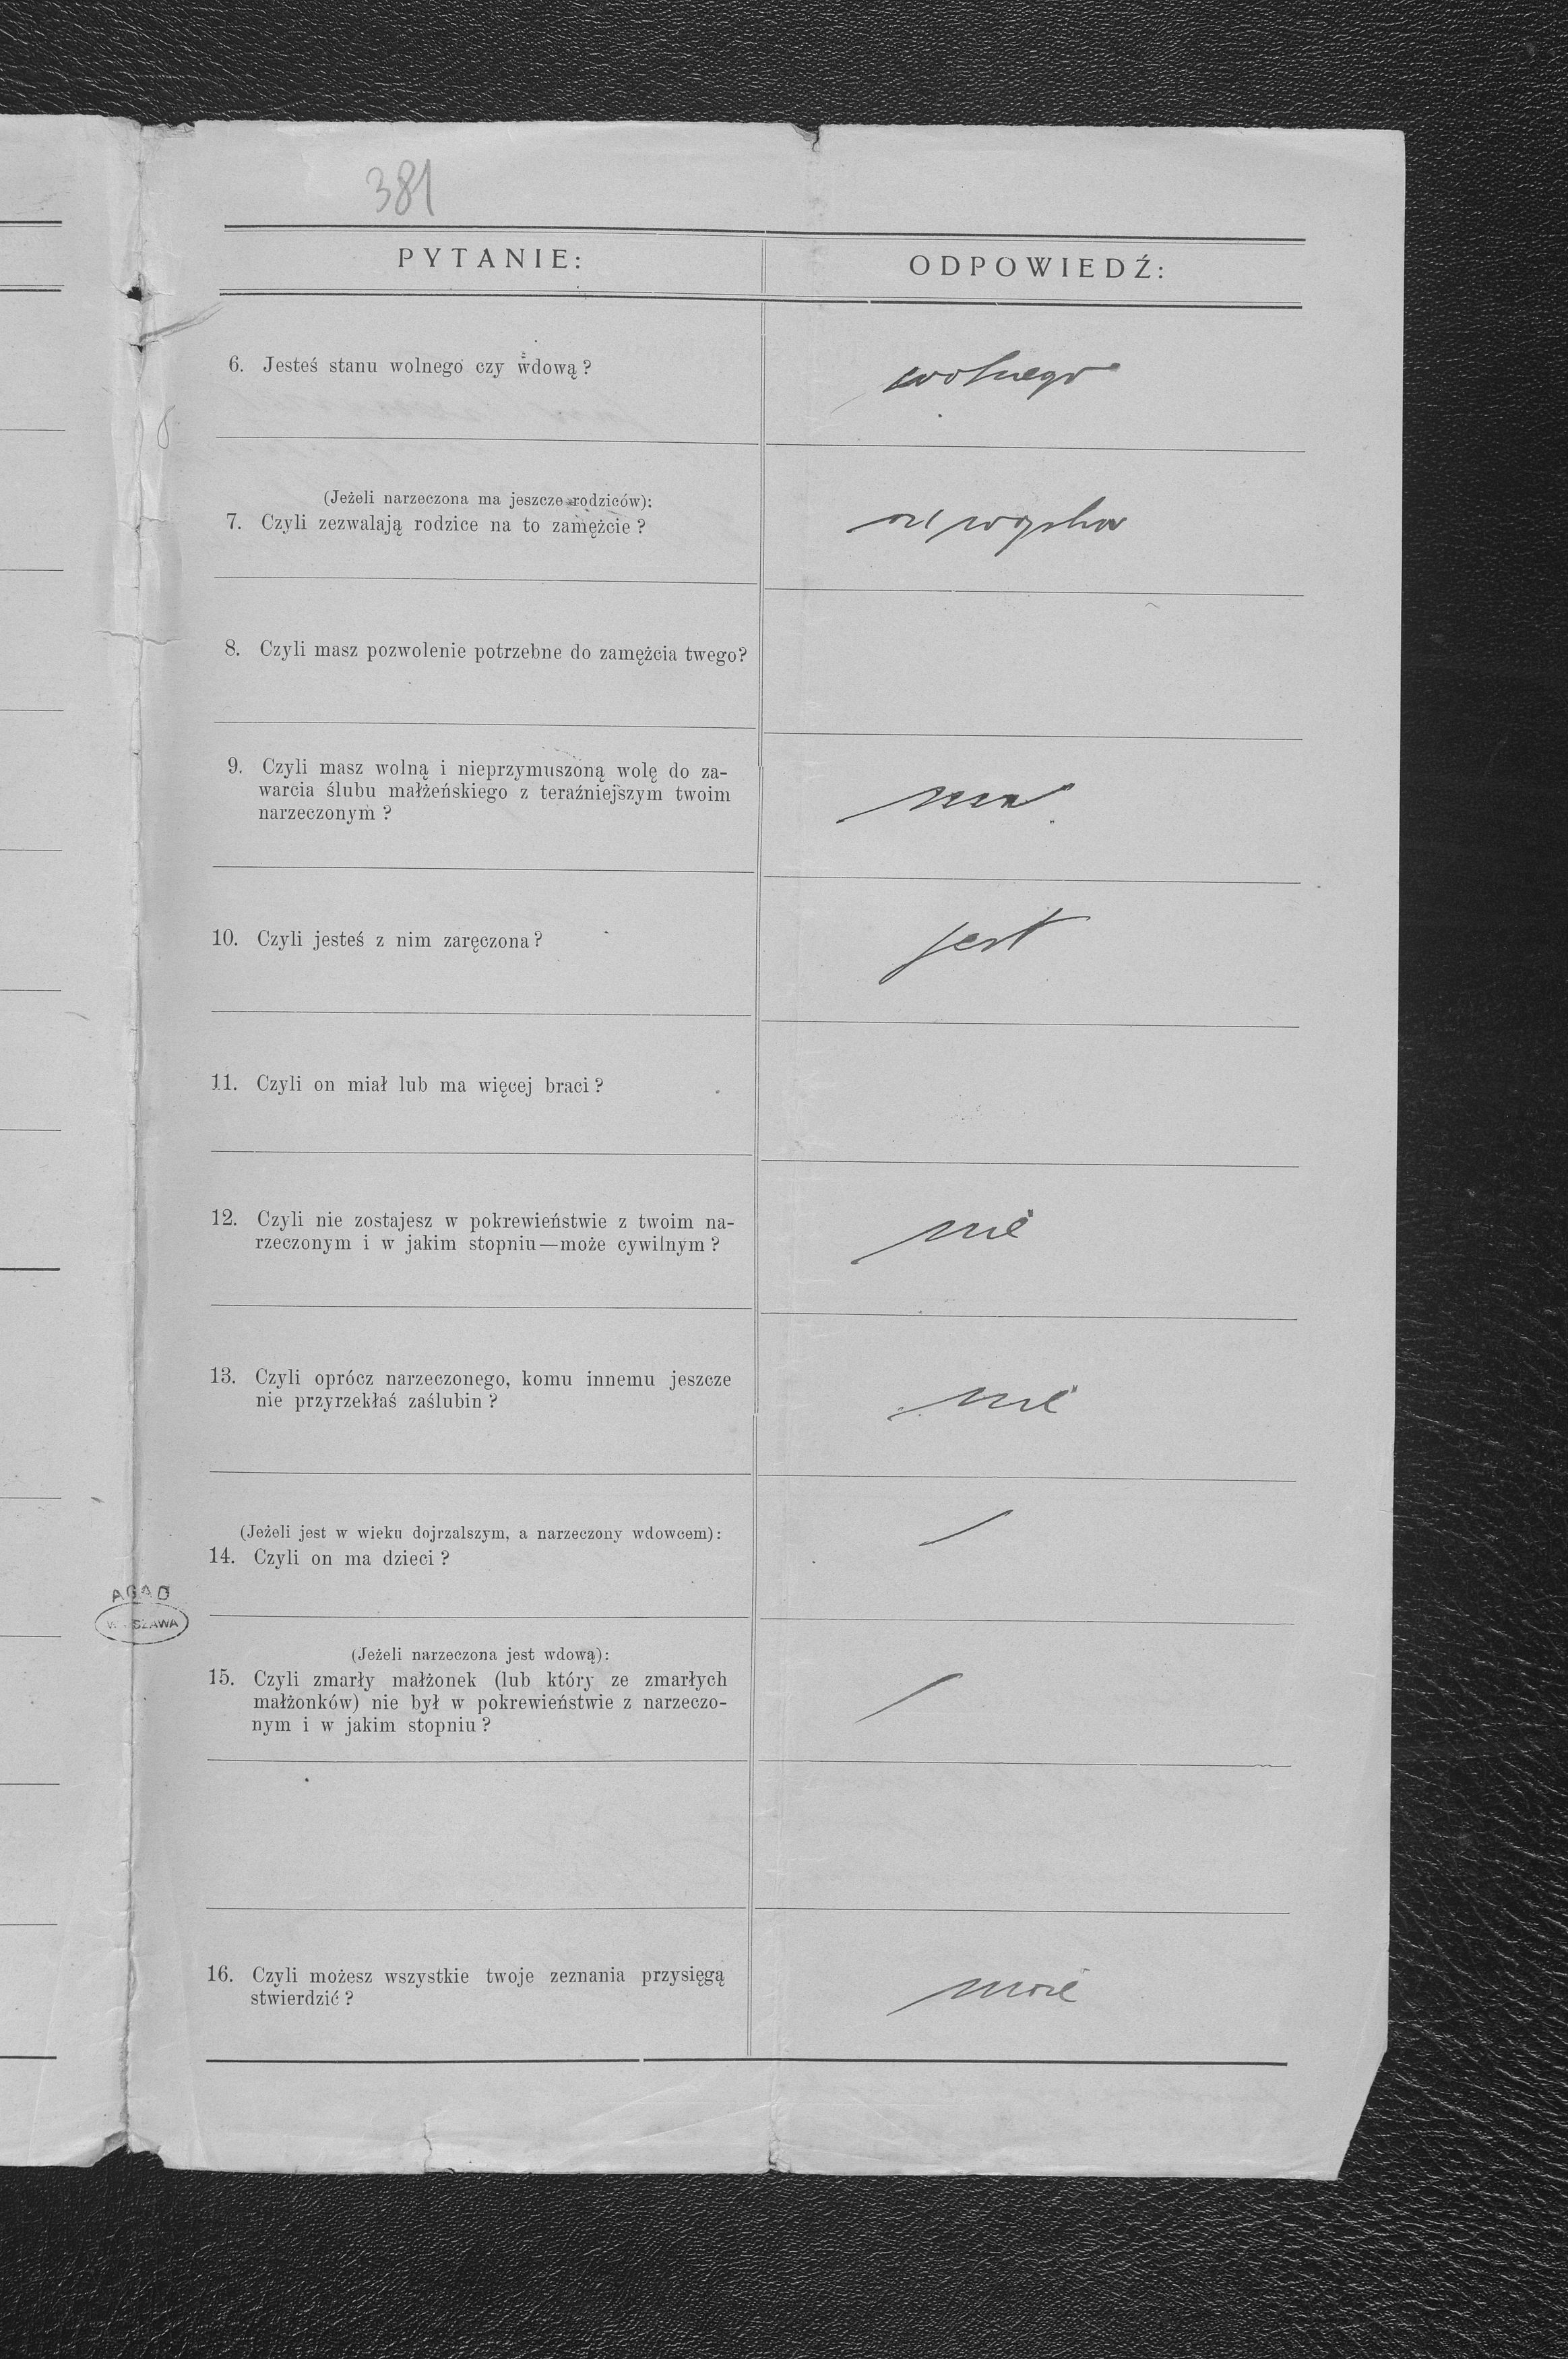 381
PYTANIE:
ODPOWIEDŹ:
6. Jesteś stanu wolnego czy wdową?
wolnego
(Jeżeli narzeczona ma jeszcze rodziców):
7. Czyli zezwalają rodzice na to zamężcie?
8. Czyli masz pozwolenie potrzebne do zamężcia twego?
9. Czyli masz wolną i nieprzymuszoną wolę do za-
warcia ślubu małżeńskiego z teraźniejszym twoim
narzeczonym?
ma
10. Czyli jesteś z nim zaręczona?
jest
11. Czyli on miał lub ma więcej braci?
12. Czyli nie zostajesz w pokrewieństwie z twoim na-
rzeczonym i w jakim stopniu—może cywilnym?
nie
13. Czyli oprócz narzeczonego, komu innemu jeszcze
nie przyrzekłaś zaślubin?
nie
(Jeżeli jest w wieku dojrzalszym, a narzeczony wdowcem):
14. Czyli on ma dzieci?
AGAD
WARSZAWA
(Jeżeli narzeczona jest wdową):
15. Czyli zmarły małżonek (lub który ze zmarłych
małżonków) nie był w pokrewieństwie z narzeczo-
nym i w jakim stopniu?
16. Czyli możesz wszystkie twoje zeznania przysięgą
stwierdzić?
może